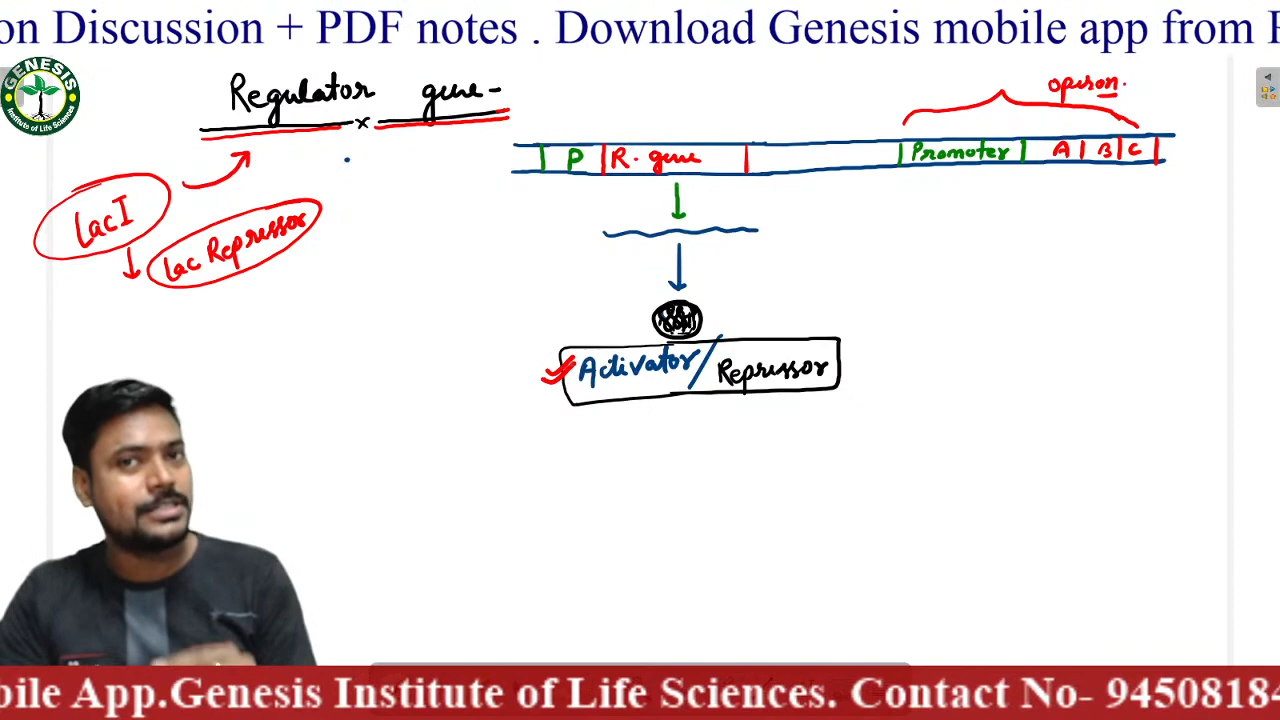 on Discussion + PDF notes . Download Genesis mobile app from
GENESIS
Institute of Life Sciences
Regulator gene-
operon.
P R. gene Promoter A B C
LacI
Lac Repressor
Activator/Repressor
bile App.Genesis Institute of Life Sciences. Contact No- 94508184